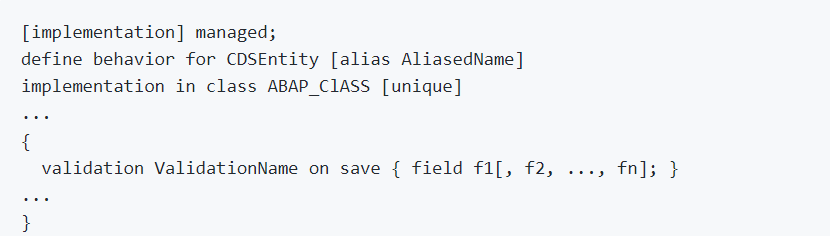 [implementation] managed;
define behavior for CDSEntity [alias AliasedName]
implementation in class ABAP_ClASS [unique]
...
{
  validation ValidationName on save { field f1[, f2, ..., fn]; }
...
}